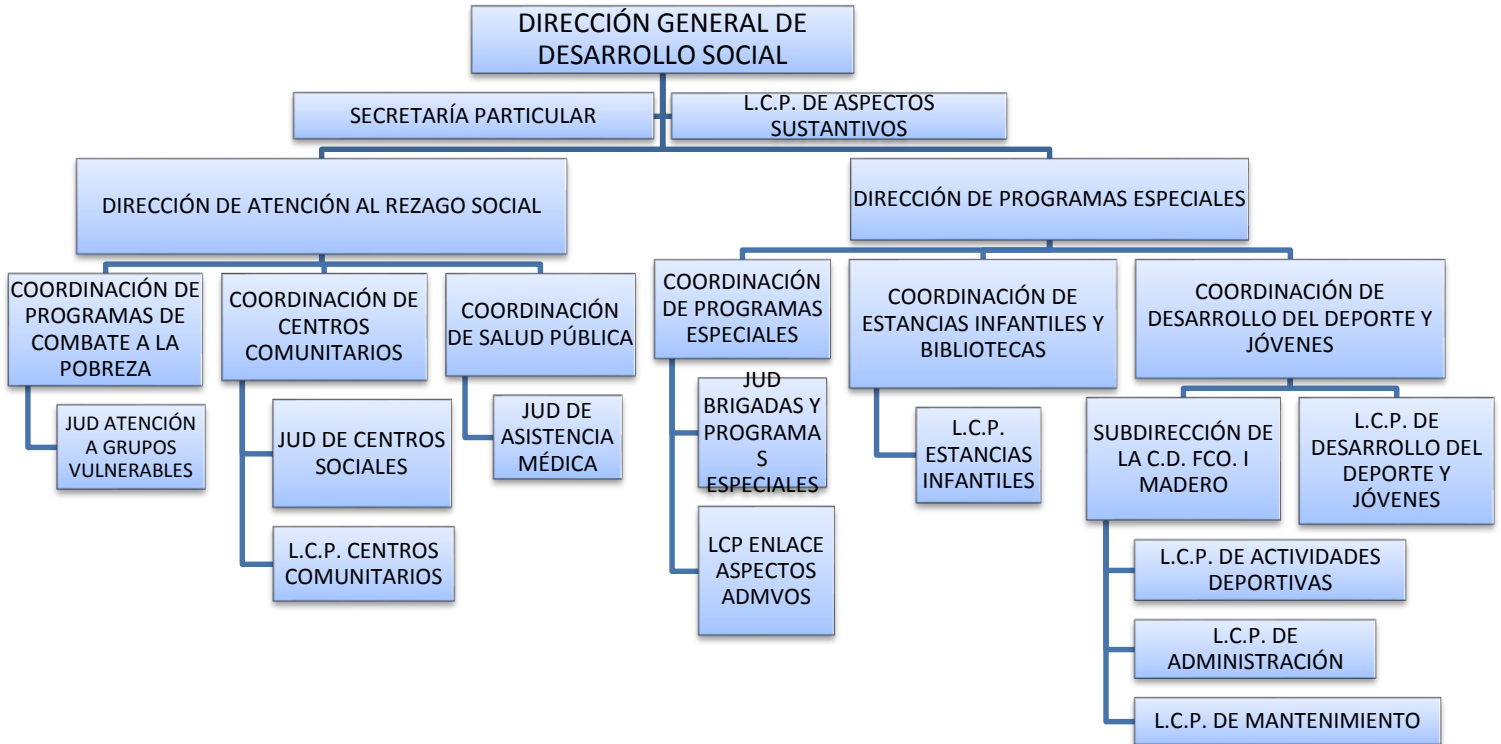 DIRECCIÓN GENERAL DE
DESARROLLO SOCIAL
SECRETARÍA PARTICULAR
L.C.P. DE ASPECTOS
SUSTANTIVOS
DIRECCIÓN DE ATENCIÓN AL REZAGO SOCIAL
DIRECCIÓN DE PROGRAMAS ESPECIALES
COORDINACIÓN DE
PROGRAMAS DE
COMBATE A LA
POBREZA
COORDINACIÓN DE
CENTROS
COMUNITARIOS
COORDINACIÓN
DE SALUD PÚBLICA
COORDINACIÓN
DE PROGRAMAS
ESPECIALES
COORDINACIÓN DE
ESTANCIAS INFANTILES Y
BIBLIOTECAS
COORDINACIÓN DE
DESARROLLO DEL DEPORTE Y
JÓVENES
JUD ATENCIÓN
A GRUPOS
VULNERABLES
JUD DE CENTROS
SOCIALES
L.C.P. CENTROS
COMUNITARIOS
JUD DE
ASISTENCIA
MÉDICA
JUD
BRIGADAS Y
PROGRAMA
S
ESPECIALES
LCP ENLACE
ASPECTOS
ADMVOS
L.C.P.
ESTANCIAS
INFANTILES
SUBDIRECCIÓN DE
LA C.D. FCO. I
MADERO
L.C.P. DE
DESARROLLO DEL
DEPORTE Y
JÓVENES
L.C.P. DE ACTIVIDADES
DEPORTIVAS
L.C.P. DE
ADMINISTRACIÓN
L.C.P. DE MANTENIMIENTO